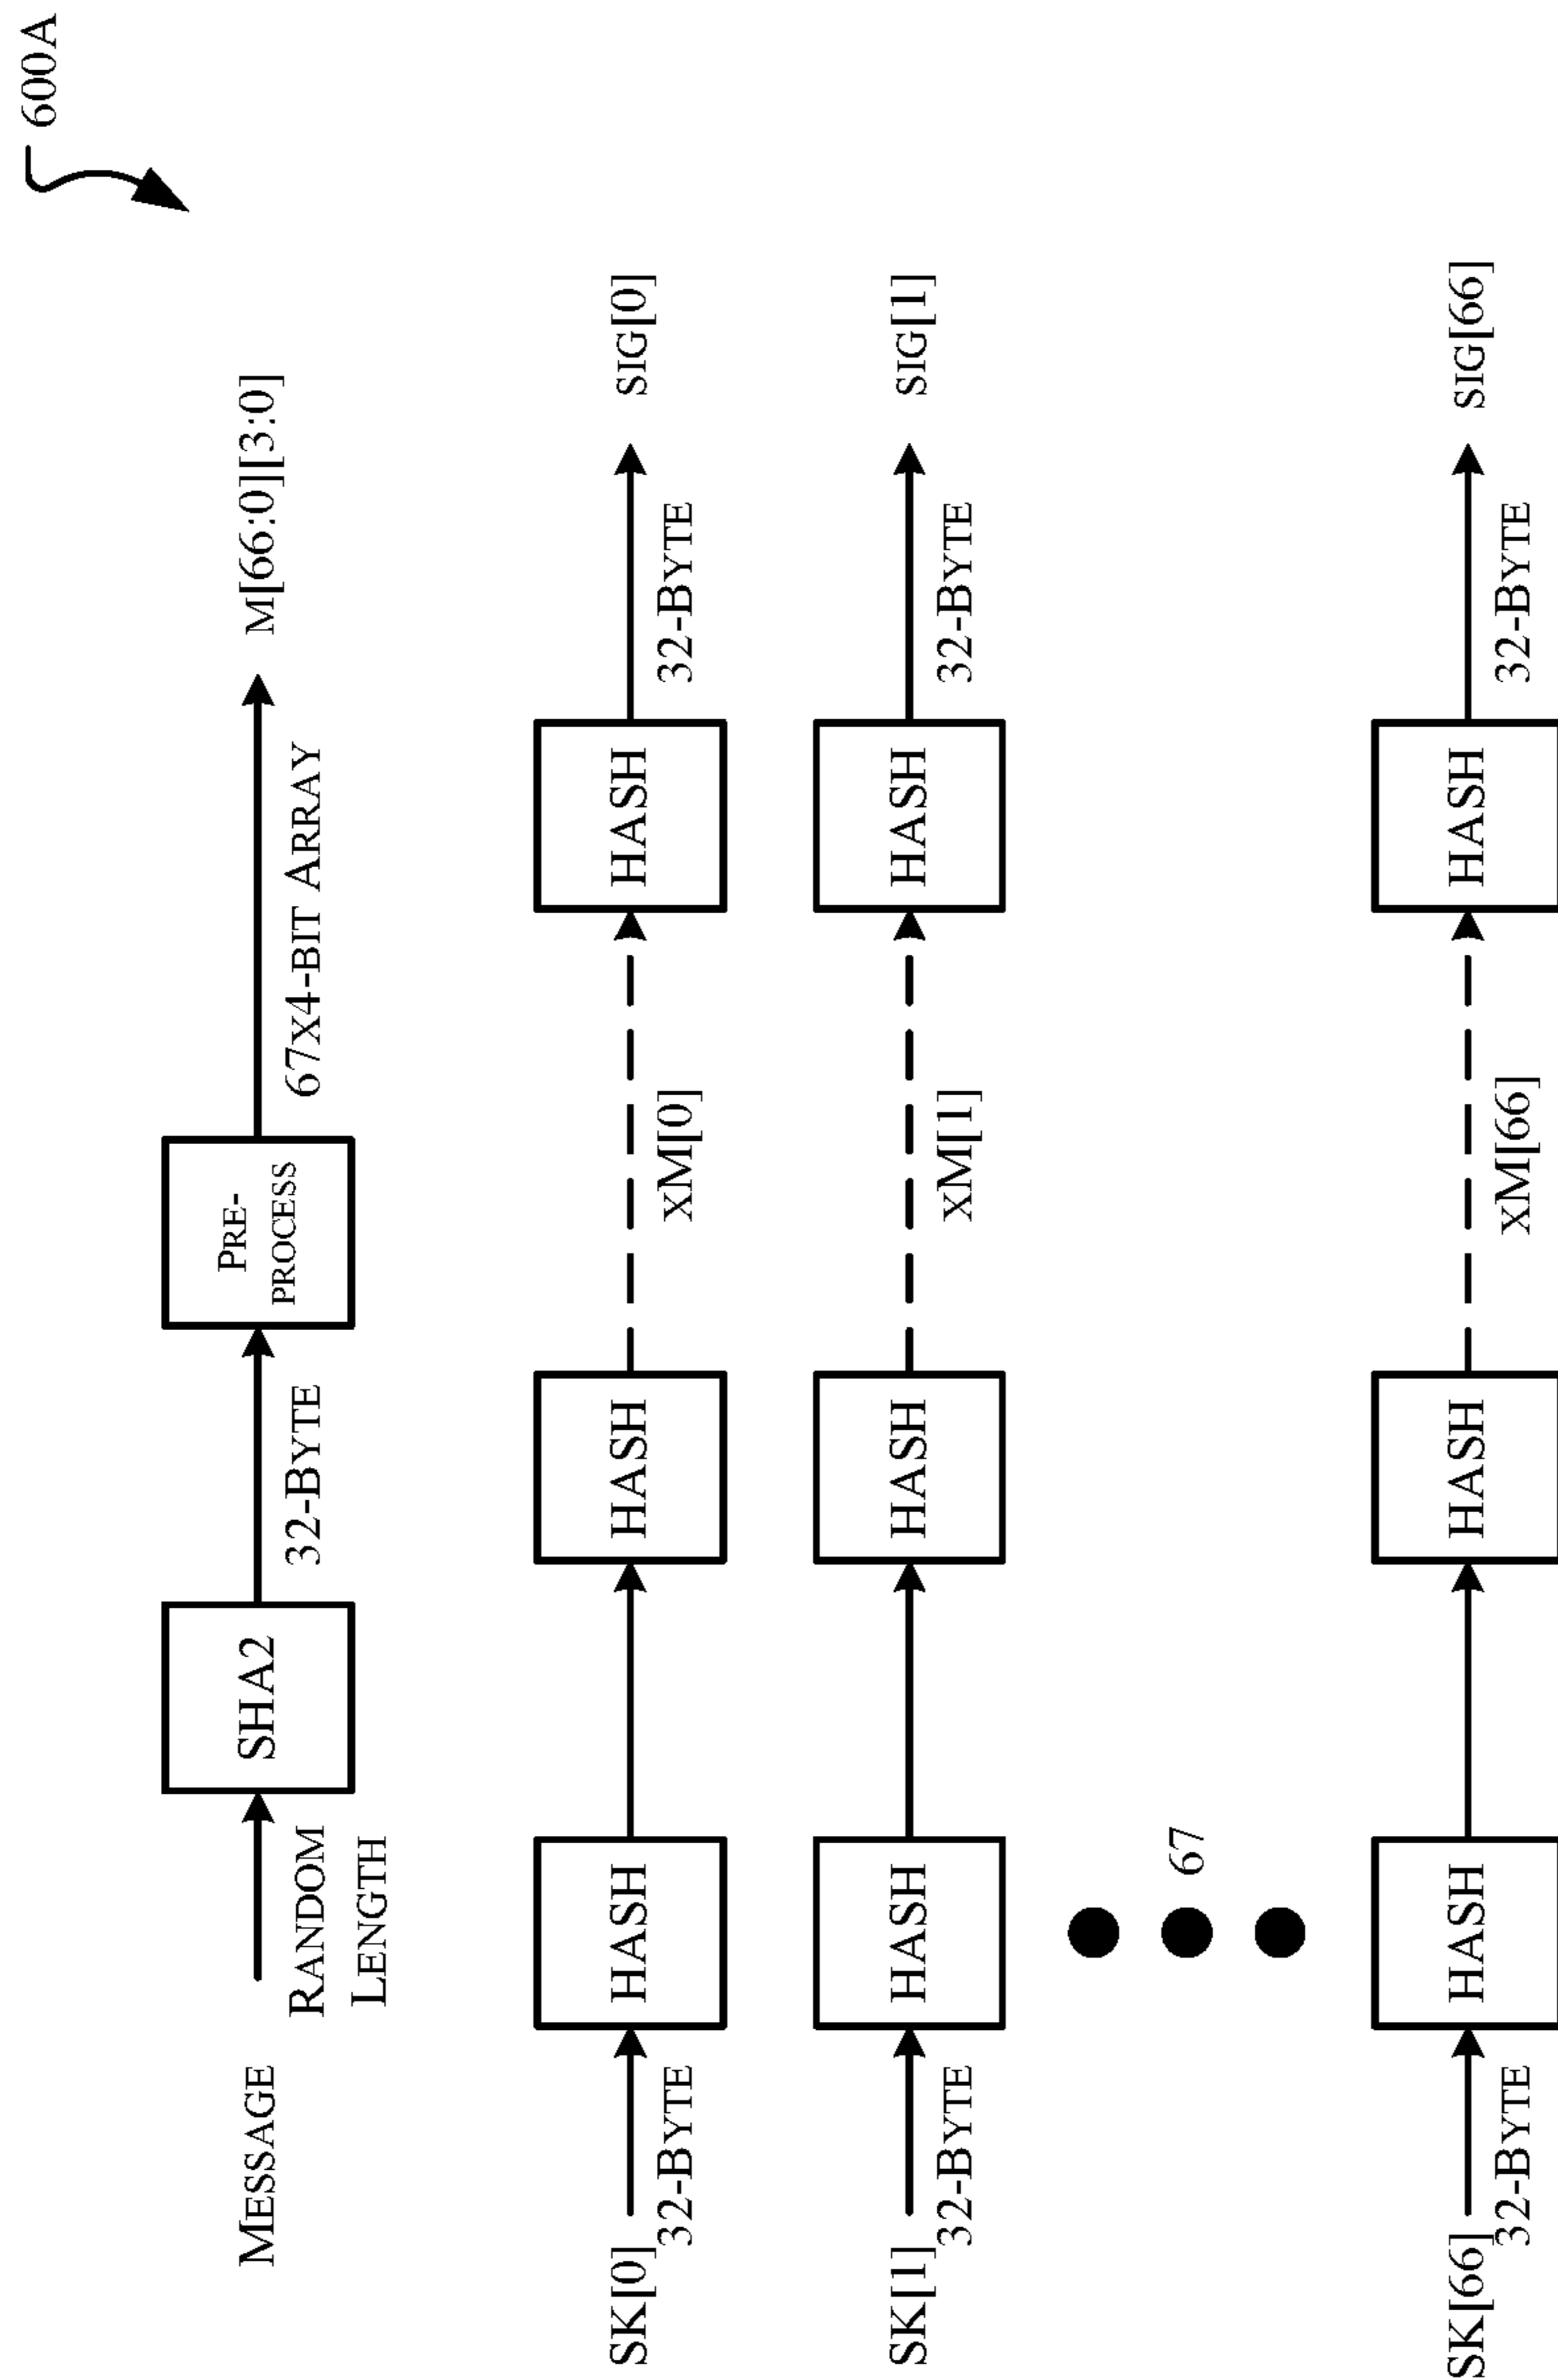 600A
MESSAGE
RANDOM
LENGTH
SHA2
32-BYTE
PRE-
PROCESS
67X4-BIT ARRAY
M[66:0][3:0]
SK[0]
32-BYTE
HASH
HASH
XM[0]
HASH
32-BYTE
SIG[0]
SK[1]
32-BYTE
HASH
HASH
XM[1]
HASH
32-BYTE
SIG[1]
67
SK[66]
32-BYTE
HASH
HASH
XM[66]
HASH
32-BYTE
SIG[66]